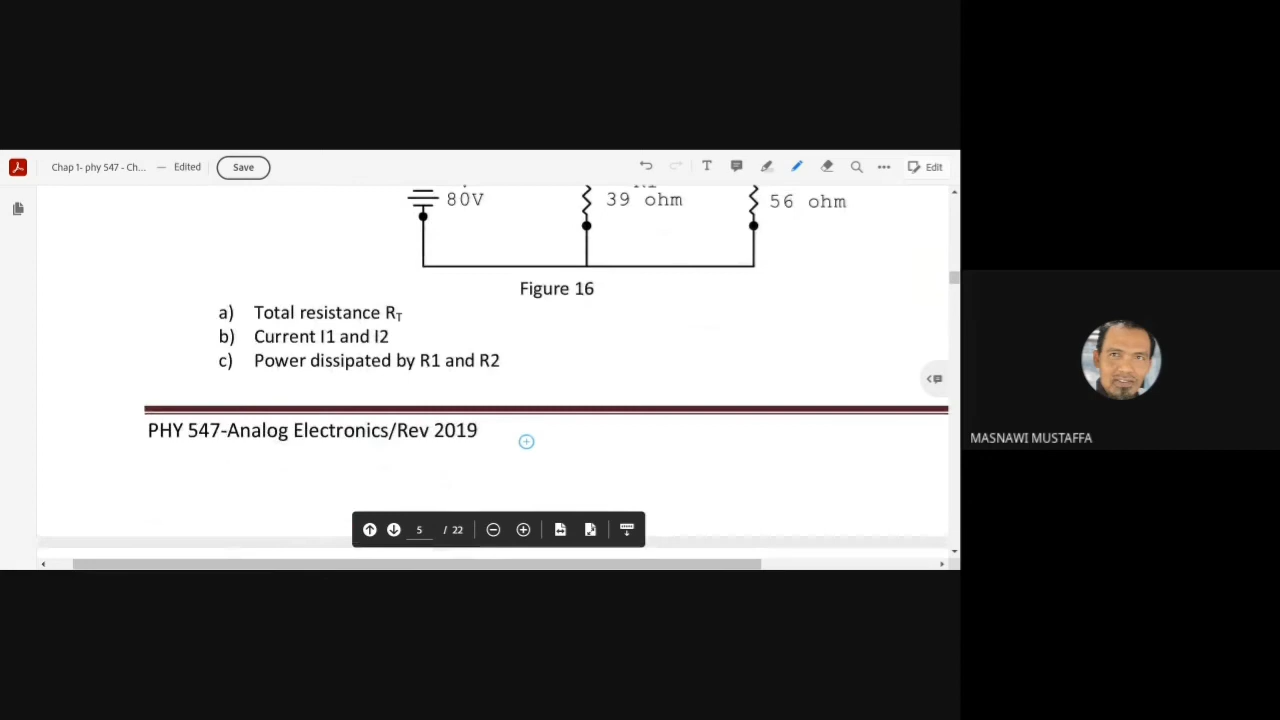 Chap 1- phy 547 - Ch... — Edited Save T ... Edit
80V 39 ohm 56 ohm
Figure 16
a) Total resistance RT
b) Current I1 and I2
c) Power dissipated by R1 and R2
PHY 547-Analog Electronics/Rev 2019
MASNAWI MUSTAFFA
5 / 22